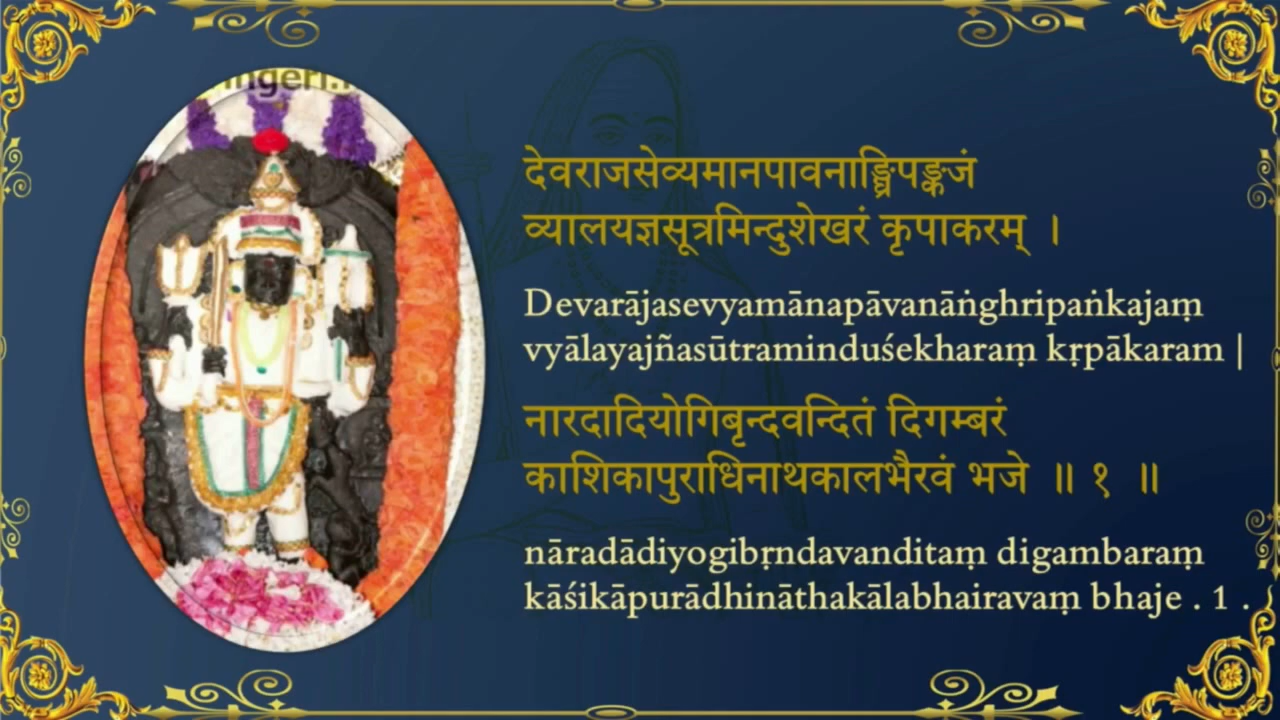 देवराजसेव्यमानपावनाङ्घ्रिपङ्कजं
व्यालयज्ञसूत्रमिन्दुशेखरं कृपाकरम् ।
Devarājasevyamānapāvanāṅghripaṅkajaṃ
vyālayajñasūtraminduśekharaṃ kṛpākaram |
नारदादियोगिबृन्दवन्दितं दिगम्बरं
काशिकापुराधिनाथकालभैरवं भजे ॥ १ ॥
nāradādiyogibṛndavanditaṃ digambaraṃ
kāśikāpurādhināthakālabhairavaṃ bhaje . 1 .